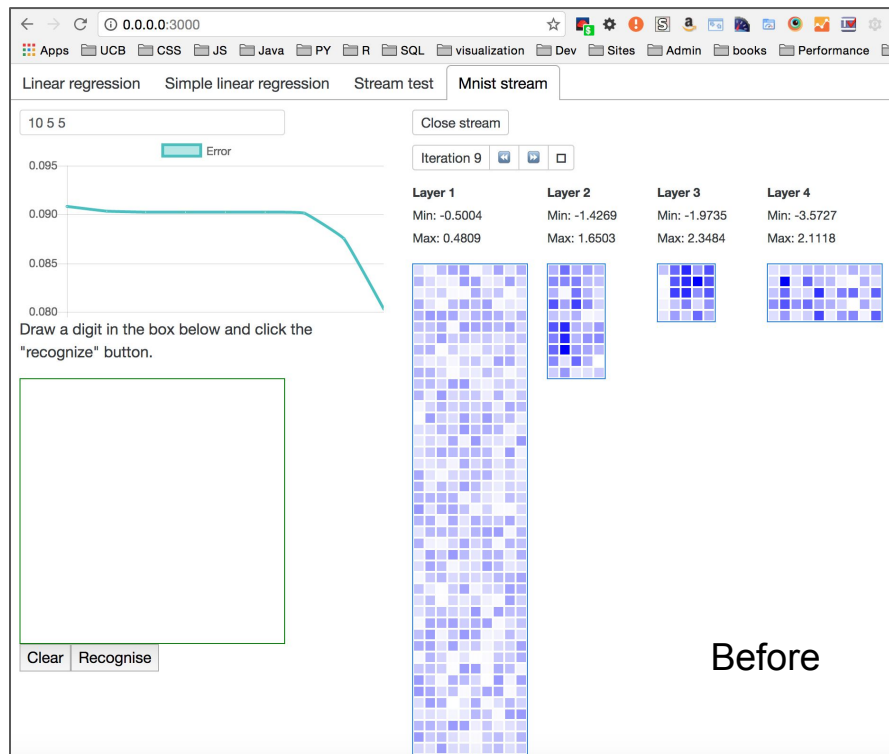 0.0.0.0:3000
Apps UCB CSS JS Java PY R SQL visualization Dev Sites Admin books Performance
Linear regression Simple linear regression Stream test Mnist stream
10 5 5
Error
0.095
0.090
0.085
0.080
Draw a digit in the box below and click the
"recognize" button.
Clear Recognise
Close stream
Iteration 9
Layer 1 Layer 2 Layer 3 Layer 4
Min: -0.5004 Min: -1.4269 Min: -1.9735 Min: -3.5727
Max: 0.4809 Max: 1.6503 Max: 2.3484 Max: 2.1118
Before